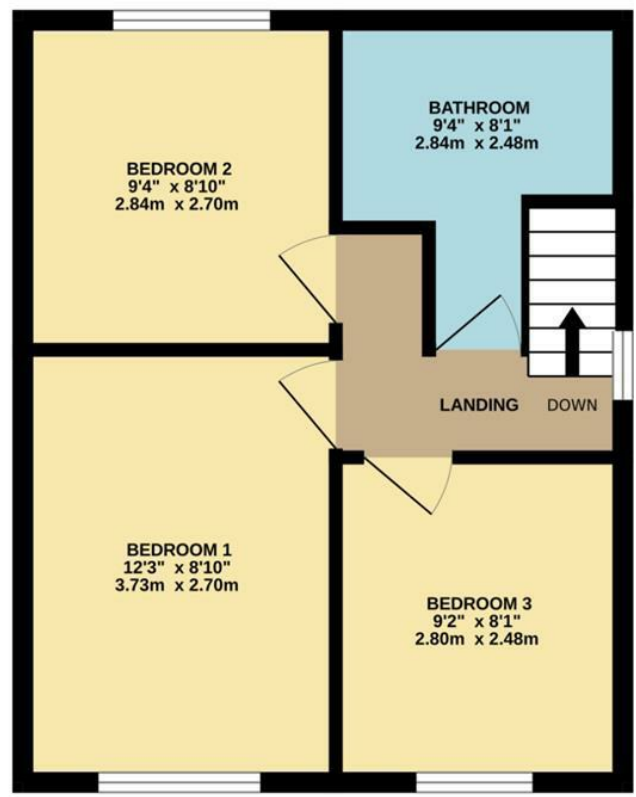 BATHROOM
9'4" x 8'1"
2.84m x 2.48m
BEDROOM 2
9'4" x 8'10"
2.84m x 2.70m
LANDING DOWN
BEDROOM 1
12'3" x 8'10"
3.73m x 2.70m
BEDROOM 3
9'2" x 8'1"
2.80m x 2.48m